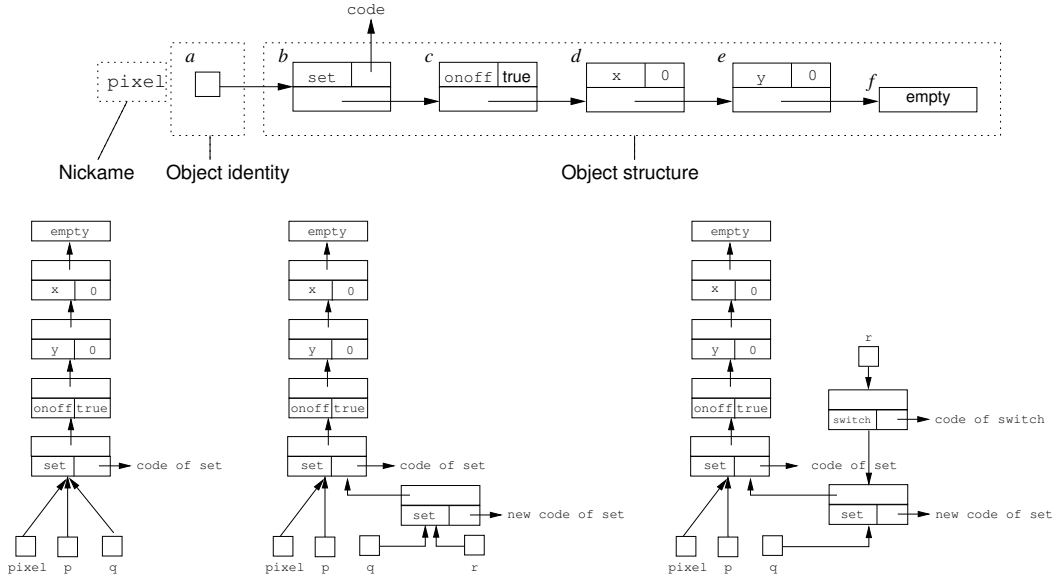 code
a b c d e f
pixel set onoff true x 0 y 0 empty
Nickame Object identity Object structure
empty empty empty
x 0 x 0 x 0
r
y 0 y 0 y 0
onoff true onoff true onoff true
switch code of switch
set code of set set code of set set code of set
set new code of set set new code of set
pixel p q pixel p q r pixel p q